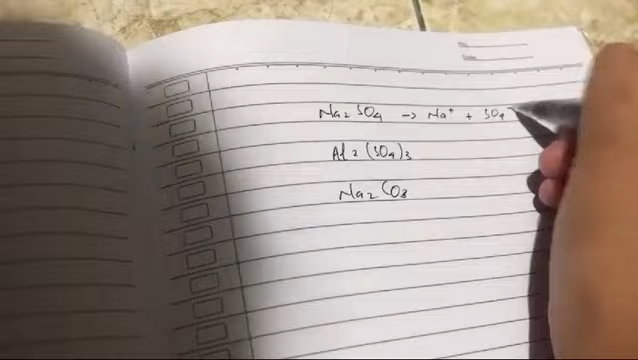 Na₂SO₄ → Na⁺ + SO₄⁻
Al₂(SO₄)₃
Na₂CO₃